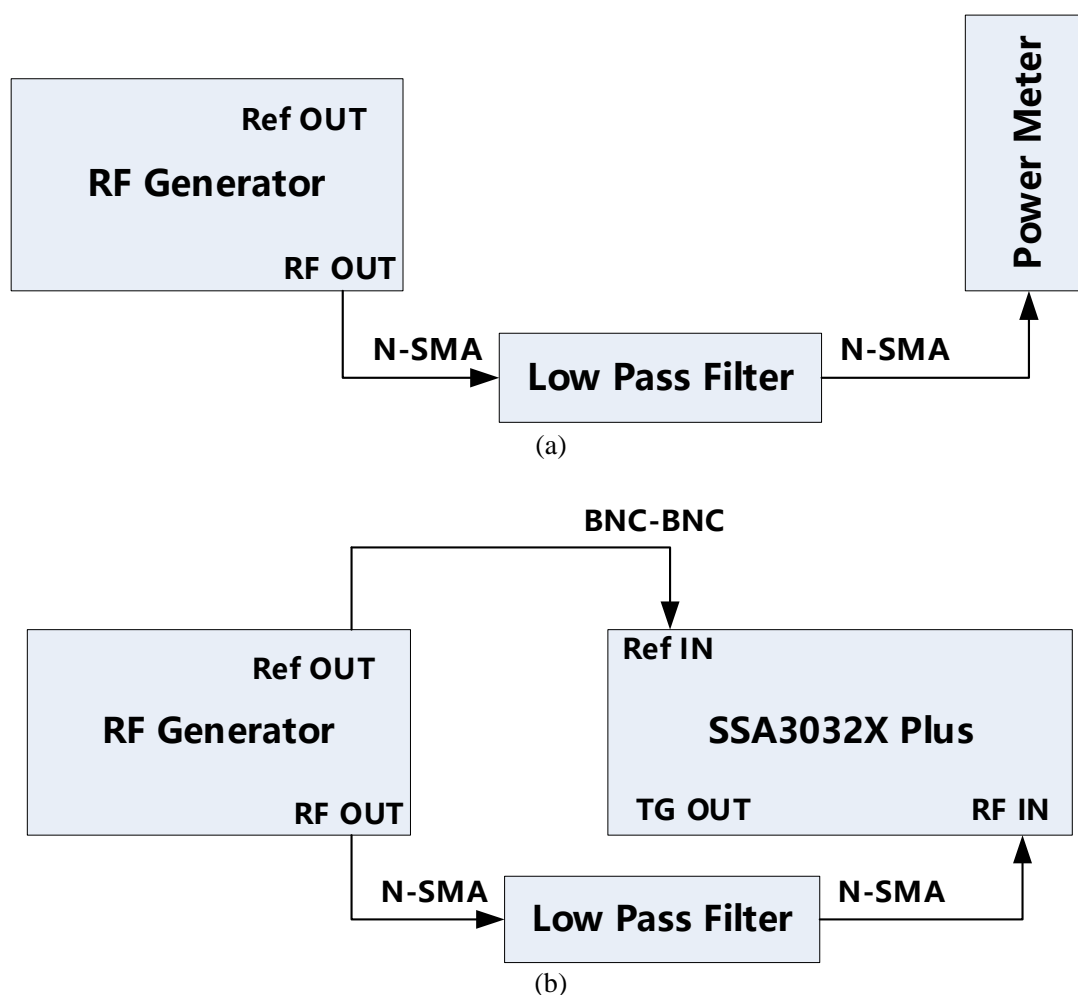 Ref OUT
RF Generator
RF OUT
Power Meter
N-SMA
Low Pass Filter
N-SMA
(a)
BNC-BNC
Ref OUT
RF Generator
RF OUT
Ref IN
SSA3032X Plus
TG OUT
RF IN
N-SMA
Low Pass Filter
N-SMA
(b)